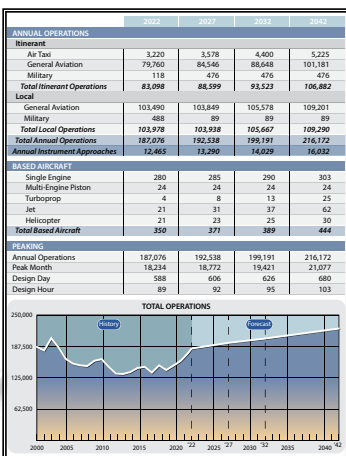 2022 2027 2032 2042
ANNUAL OPERATIONS
Itinerant
Air Taxi 3,220 3,578 4,400 5,225
General Aviation 79,760 84,546 88,648 101,181
Military 118 476 476 476
Total Itinerant Operations 83,098 88,599 93,523 106,882
Local
General Aviation 103,490 103,849 105,578 109,201
Military 488 89 89 89
Total Local Operations 103,978 103,938 105,667 109,290
Total Annual Operations 187,076 192,538 199,191 216,172
Annual Instrument Approaches 12,465 13,290 14,029 16,032
BASED AIRCRAFT
Single Engine 280 285 290 303
Multi-Engine Piston 24 24 24 24
Turboprop 4 8 13 25
Jet 21 31 37 62
Helicopter 21 23 25 30
Total Based Aircraft 350 371 389 444
PEAKING
Annual Operations 187,076 192,538 199,191 216,172
Peak Month 18,234 18,772 19,421 21,077
Design Day 588 606 626 680
Design Hour 89 92 95 103
TOTAL OPERATIONS
250,000
History Forecast
187,500
125,000
62,500
2000 2005 2010 2015 2020 '22 2025 '27 2030 '32 2035 2040 '42